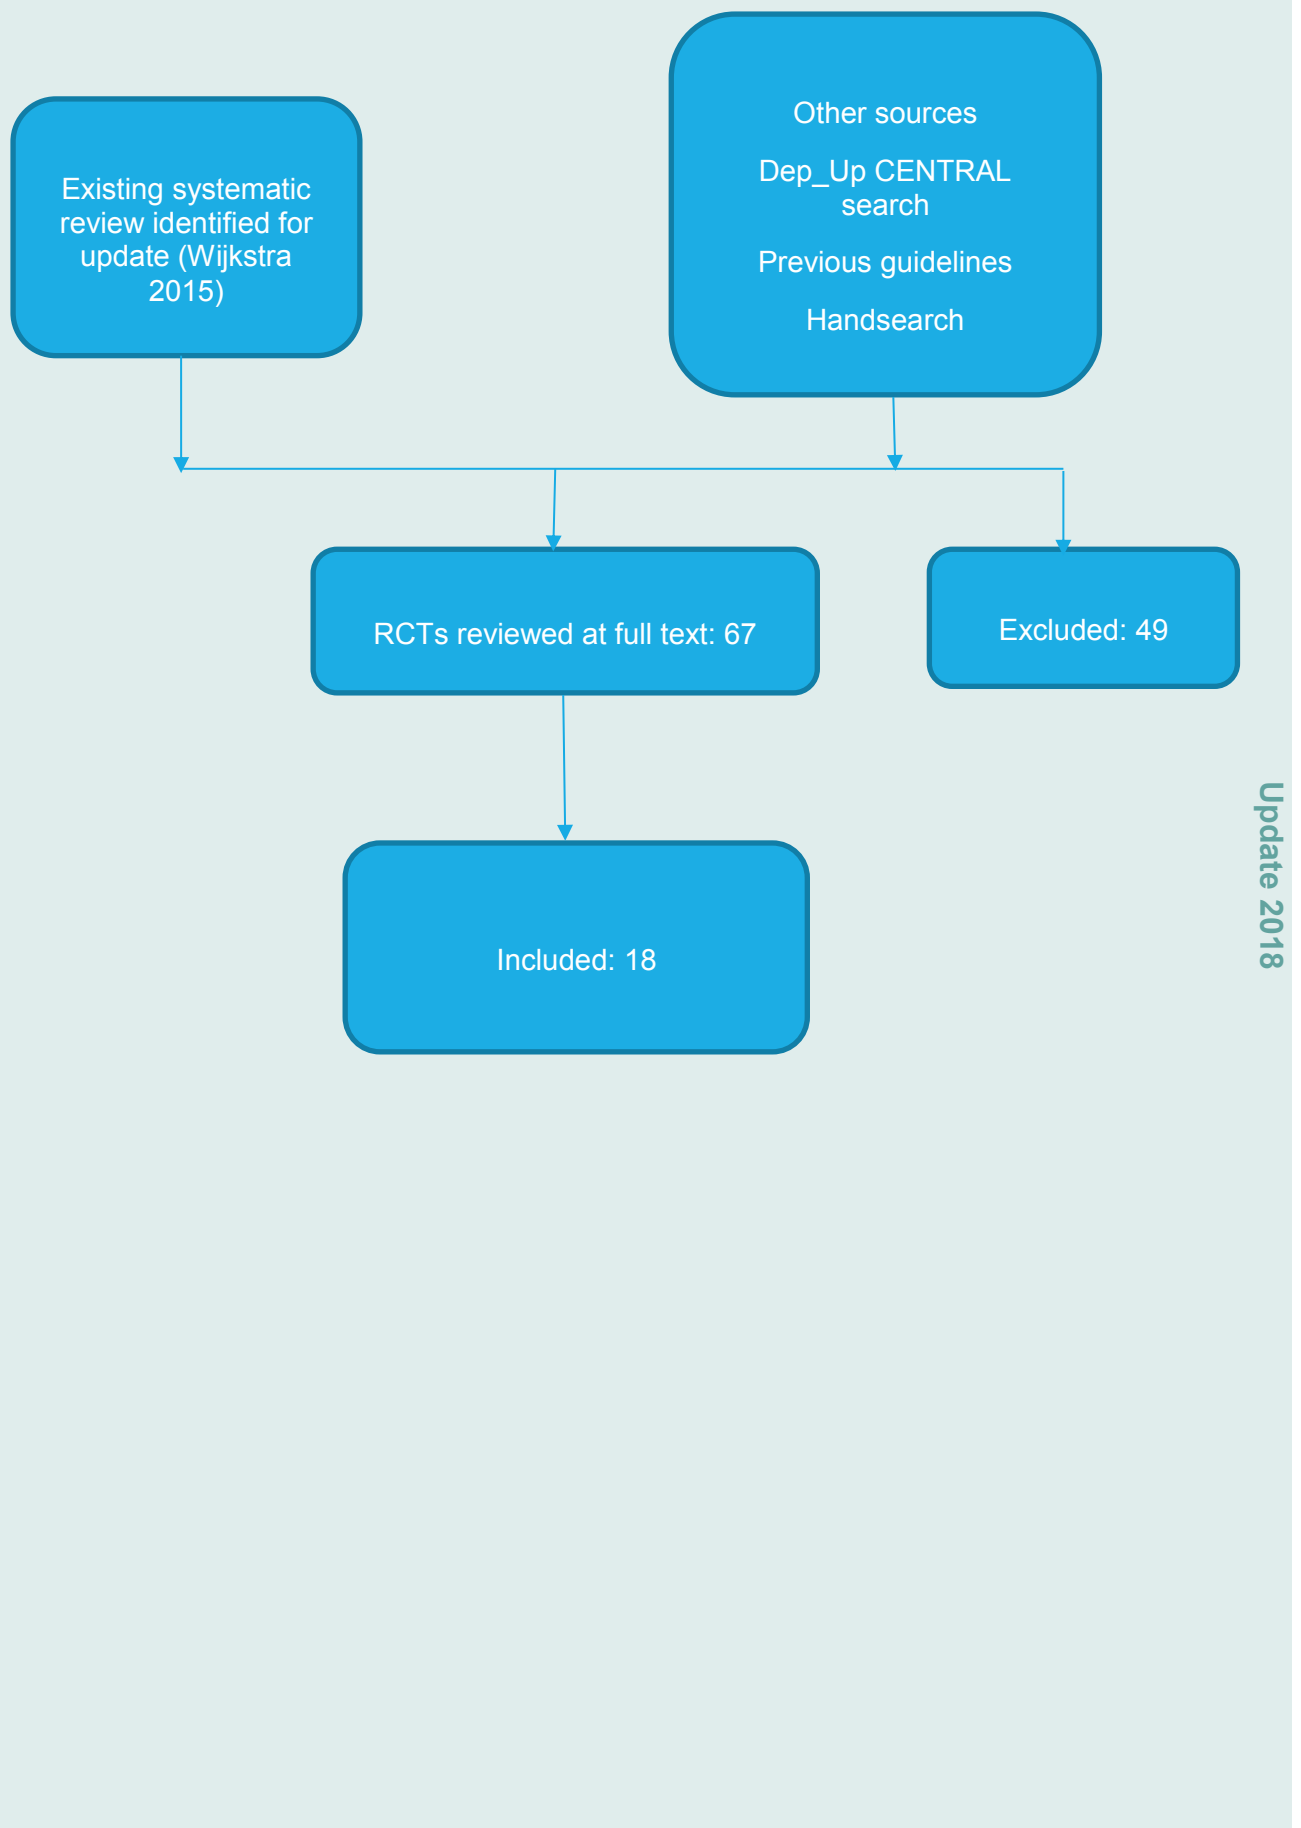 Existing systematic
review identified for
update (Wijkstra
2015)
Other sources
Dep_Up CENTRAL
search
Previous guidelines
Handsearch
RCTs reviewed at full text: 67
Excluded: 49
Included: 18
Update 2018